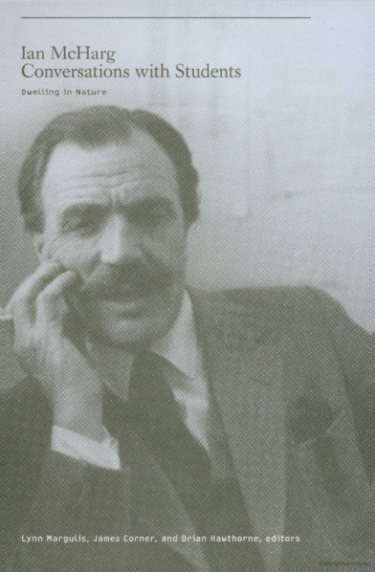 Ian McHarg
Conversations with Students
Dwelling in Nature
Lynn Margulis, James Corner, and Brian Hawthorne, editors